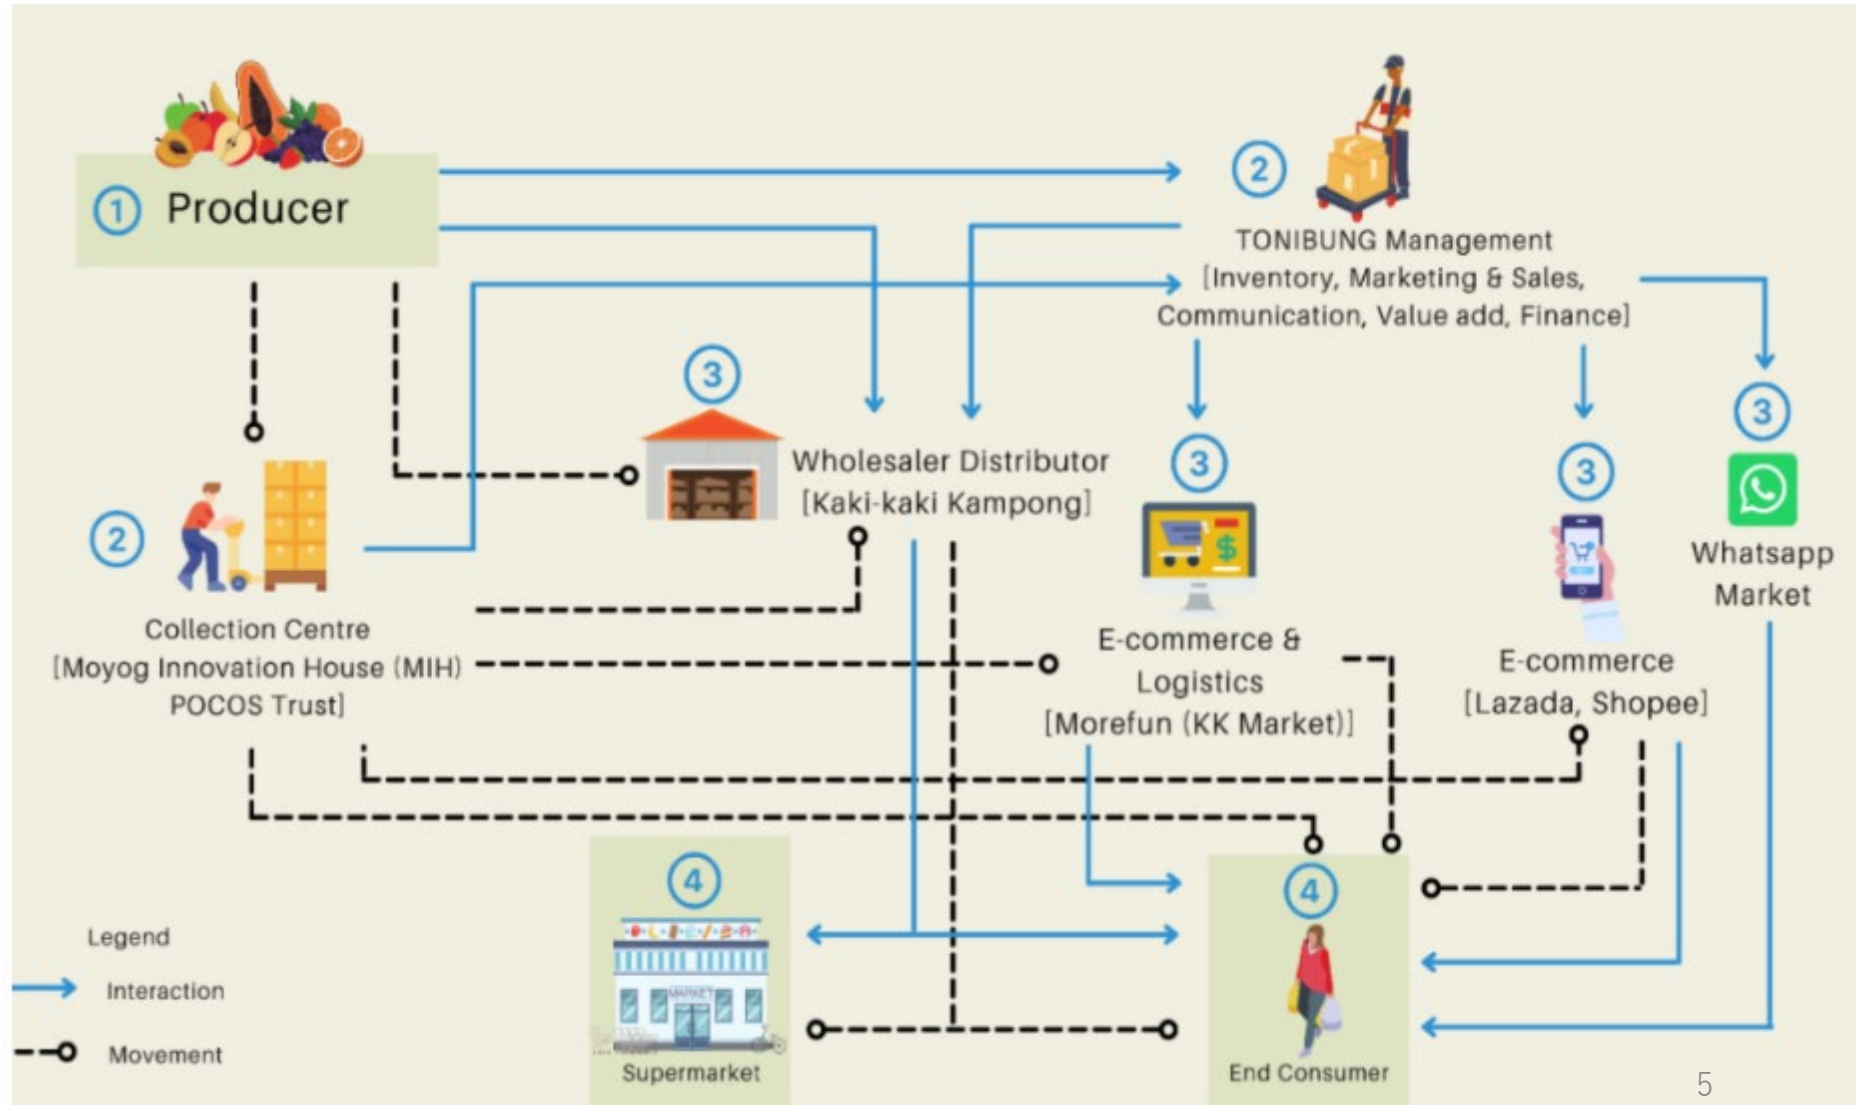 1
Producer
2
TONIBUNG Management
[Inventory, Marketing & Sales,
Communication, Value add, Finance]
3
Wholesaler Distributor
[Kaki-kaki Kampong]
3
3
3
Whatsapp
Market
2
Collection Centre
[Moyog Innovation House (MIH)
POCOS Trust]
E-commerce &
Logistics
[Morefun (KK Market)]
E-commerce
[Lazada, Shopee]
4
MARKET
Supermarket
4
End Consumer
Legend
Interaction
Movement
5